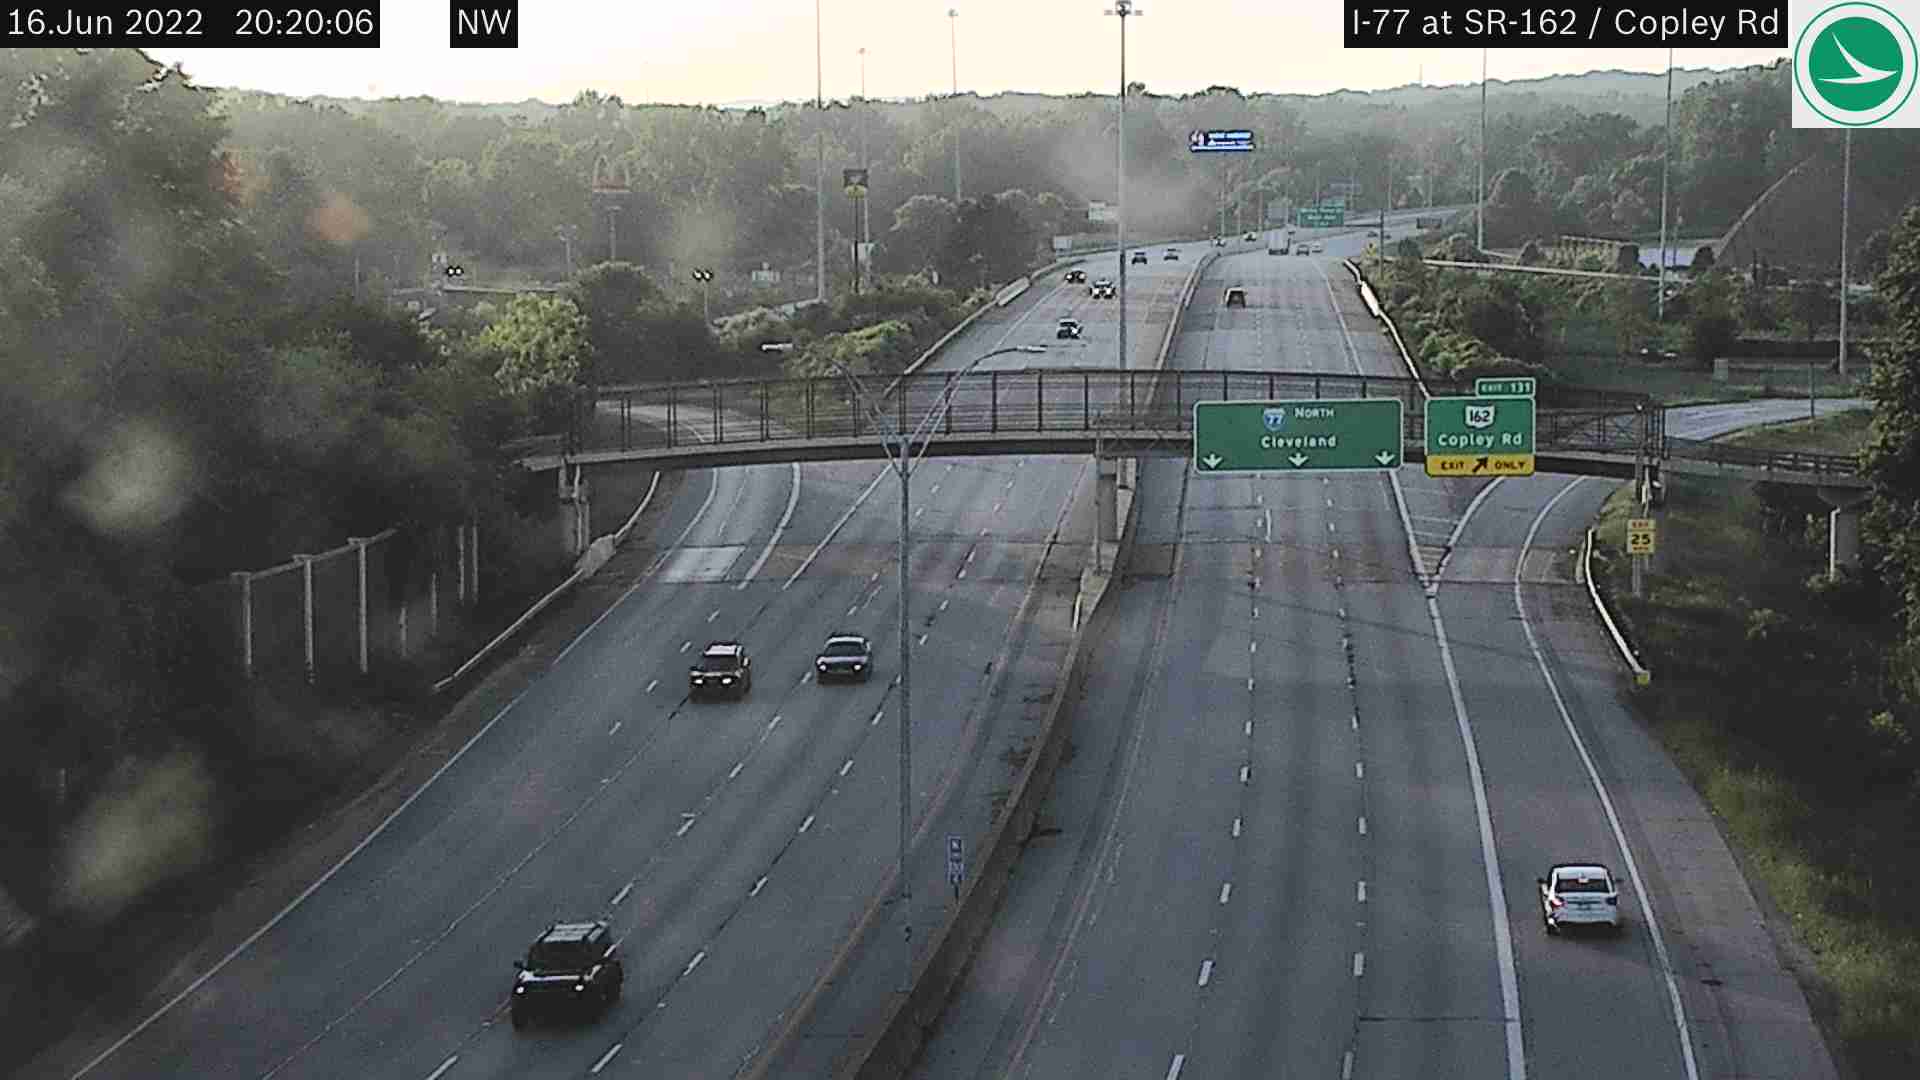 16.Jun 2022 20:20:06
NW
I-77 at SR-162 / Copley Rd
EXIT 131
77 NORTH
Cleveland
162
Copley Rd
EXIT ONLY
EXIT
25